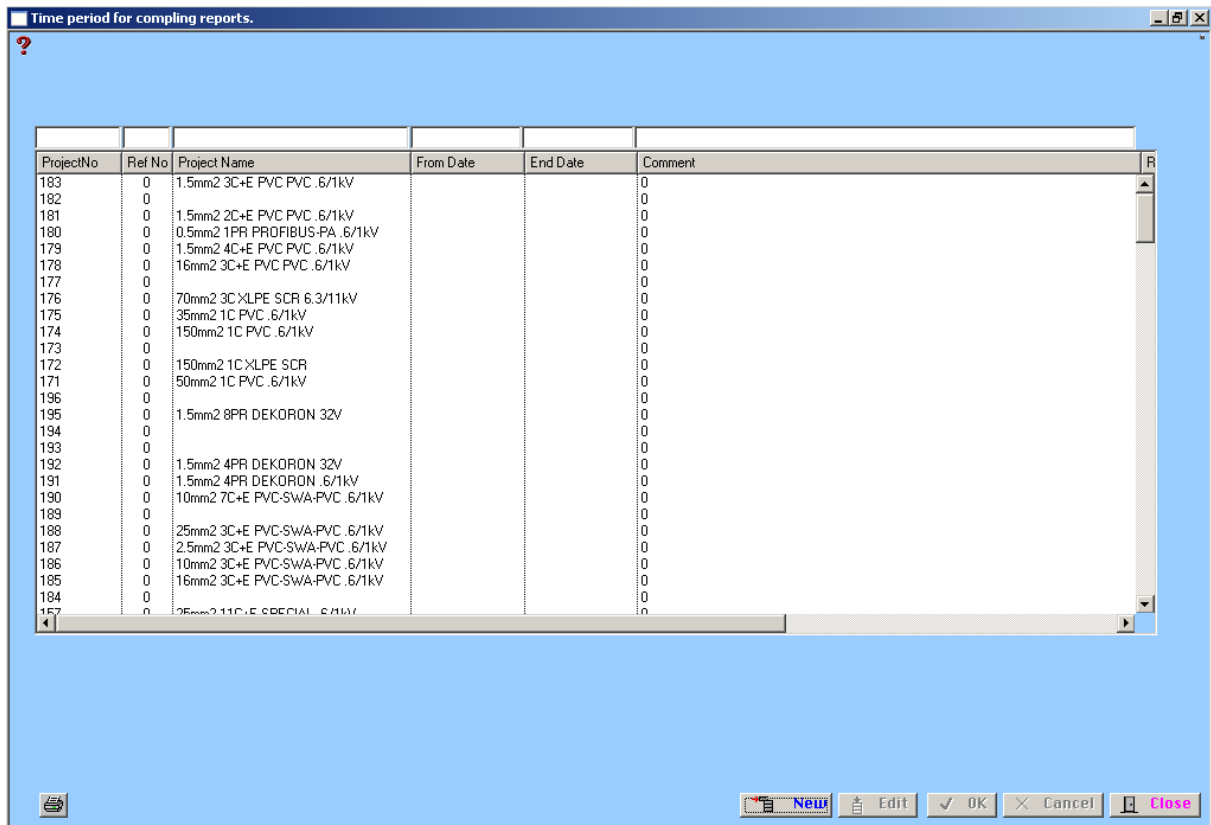 Time period for compling reports.
?
ProjectNo Ref No Project Name From Date End Date Comment R
183 0 1.5mm2 3C+E PVC PVC .6/1kV 0
182 0 0
181 0 1.5mm2 2C+E PVC PVC .6/1kV 0
180 0 0.5mm2 1PR PROFIBUS-PA .6/1kV 0
179 0 1.5mm2 4C+E PVC PVC .6/1kV 0
178 0 16mm2 3C+E PVC PVC .6/1kV 0
177 0 0
176 0 70mm2 3C XLPE SCR 6.3/11kV 0
175 0 35mm2 1C PVC .6/1kV 0
174 0 150mm2 1C PVC .6/1kV 0
173 0 0
172 0 150mm2 1C XLPE SCR 0
171 0 50mm2 1C PVC .6/1kV 0
196 0 0
195 0 1.5mm2 8PR DEKORON 32V 0
194 0 0
193 0 0
192 0 1.5mm2 4PR DEKORON 32V 0
191 0 1.5mm2 4PR DEKORON .6/1kV 0
190 0 10mm2 7C+E PVC-SWA-PVC .6/1kV 0
189 0 0
188 0 25mm2 3C+E PVC-SWA-PVC .6/1kV 0
187 0 2.5mm2 3C+E PVC-SWA-PVC .6/1kV 0
186 0 10mm2 3C+E PVC-SWA-PVC .6/1kV 0
185 0 16mm2 3C+E PVC-SWA-PVC .6/1kV 0
184 0 0
157 0 25mm2 11C+E SPECIAL .6/1kV 0
New Edit OK Cancel Close